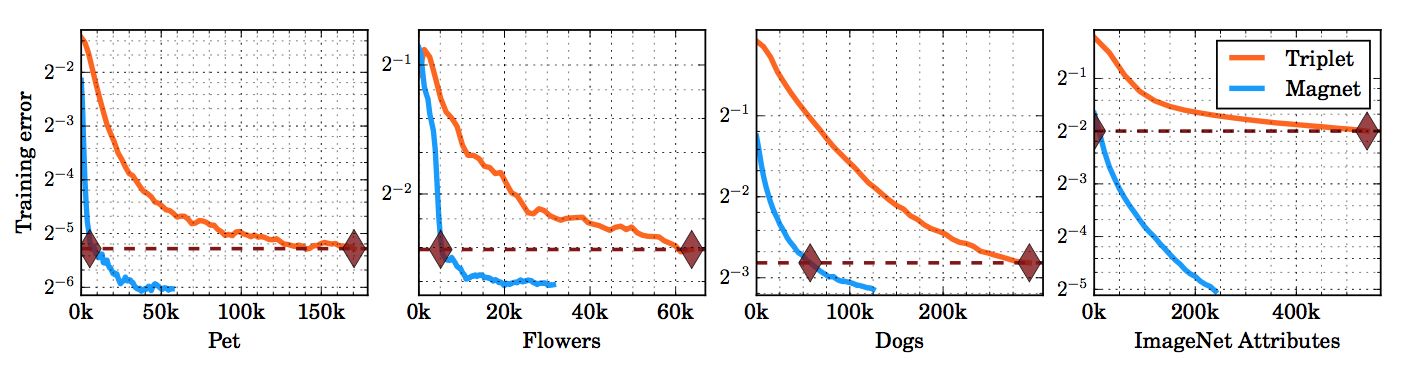 Training error
2⁻²
2⁻³
2⁻⁴
2⁻⁵
2⁻⁶
0k 50k 100k 150k
Pet
2⁻¹
2⁻²
0k 20k 40k 60k
Flowers
2⁻¹
2⁻²
2⁻³
0k 100k 200k
Dogs
Triplet
Magnet
2⁻¹
2⁻²
2⁻³
2⁻⁴
2⁻⁵
0k 200k 400k
ImageNet Attributes